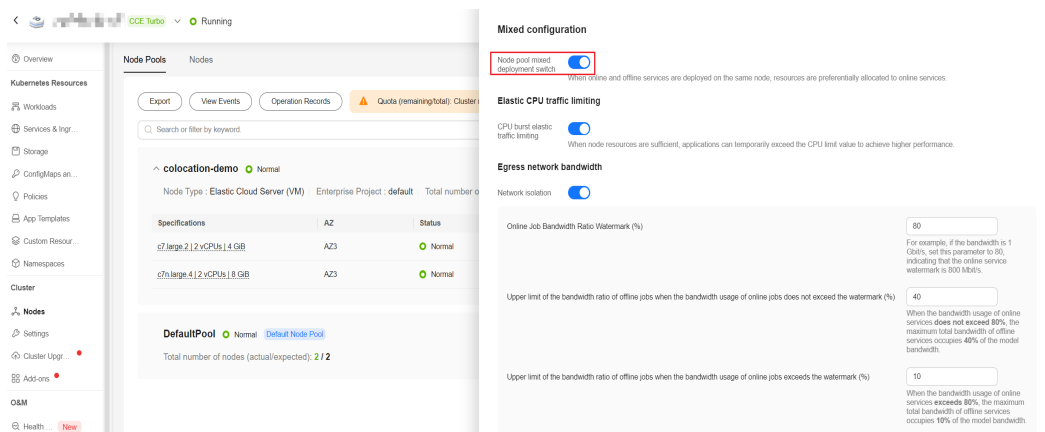 CCE Turbo
Running
Overview
Kubernetes Resources
Workloads
Services & Ingr...
Storage
ConfigMaps an...
Policies
App Templates
Custom Resour...
Namespaces
Cluster
Nodes
Settings
Cluster Upgr...
Add-ons
O&M
Health ... New
Node Pools Nodes
Export View Events Operation Records Quota (remaining/total): Cluster
Search or filter by keyword.
colocation-demo Normal
Node Type : Elastic Cloud Server (VM) Enterprise Project : default Total number o
Specifications AZ Status
c7.large.2 | 2 vCPUs | 4 GiB AZ3 Normal
c7n.large.4 | 2 vCPUs | 8 GiB AZ3 Normal
DefaultPool Normal Default Node Pool
Total number of nodes (actual/expected): 2 / 2
Mixed configuration
Node pool mixed
deployment switch
When online and offline services are deployed on the same node, resources are preferentially allocated to online services.
Elastic CPU traffic limiting
CPU burst elastic
traffic limiting
When node resources are sufficient, applications can temporarily exceed the CPU limit value to achieve higher performance.
Egress network bandwidth
Network isolation
Online Job Bandwidth Ratio Watermark (%) 80
For example, if the bandwidth is 1
Gbit/s, set this parameter to 80,
indicating that the online service
watermark is 800 Mbit/s.
Upper limit of the bandwidth ratio of offline jobs when the bandwidth usage of online jobs does not exceed the watermark (%) 40
When the bandwidth usage of online
services does not exceed 80%, the
maximum total bandwidth of offline
services occupies 40% of the model
bandwidth.
Upper limit of the bandwidth ratio of offline jobs when the bandwidth usage of online jobs exceeds the watermark (%) 10
When the bandwidth usage of online
services exceeds 80%, the maximum
total bandwidth of offline services
occupies 10% of the model bandwidth.